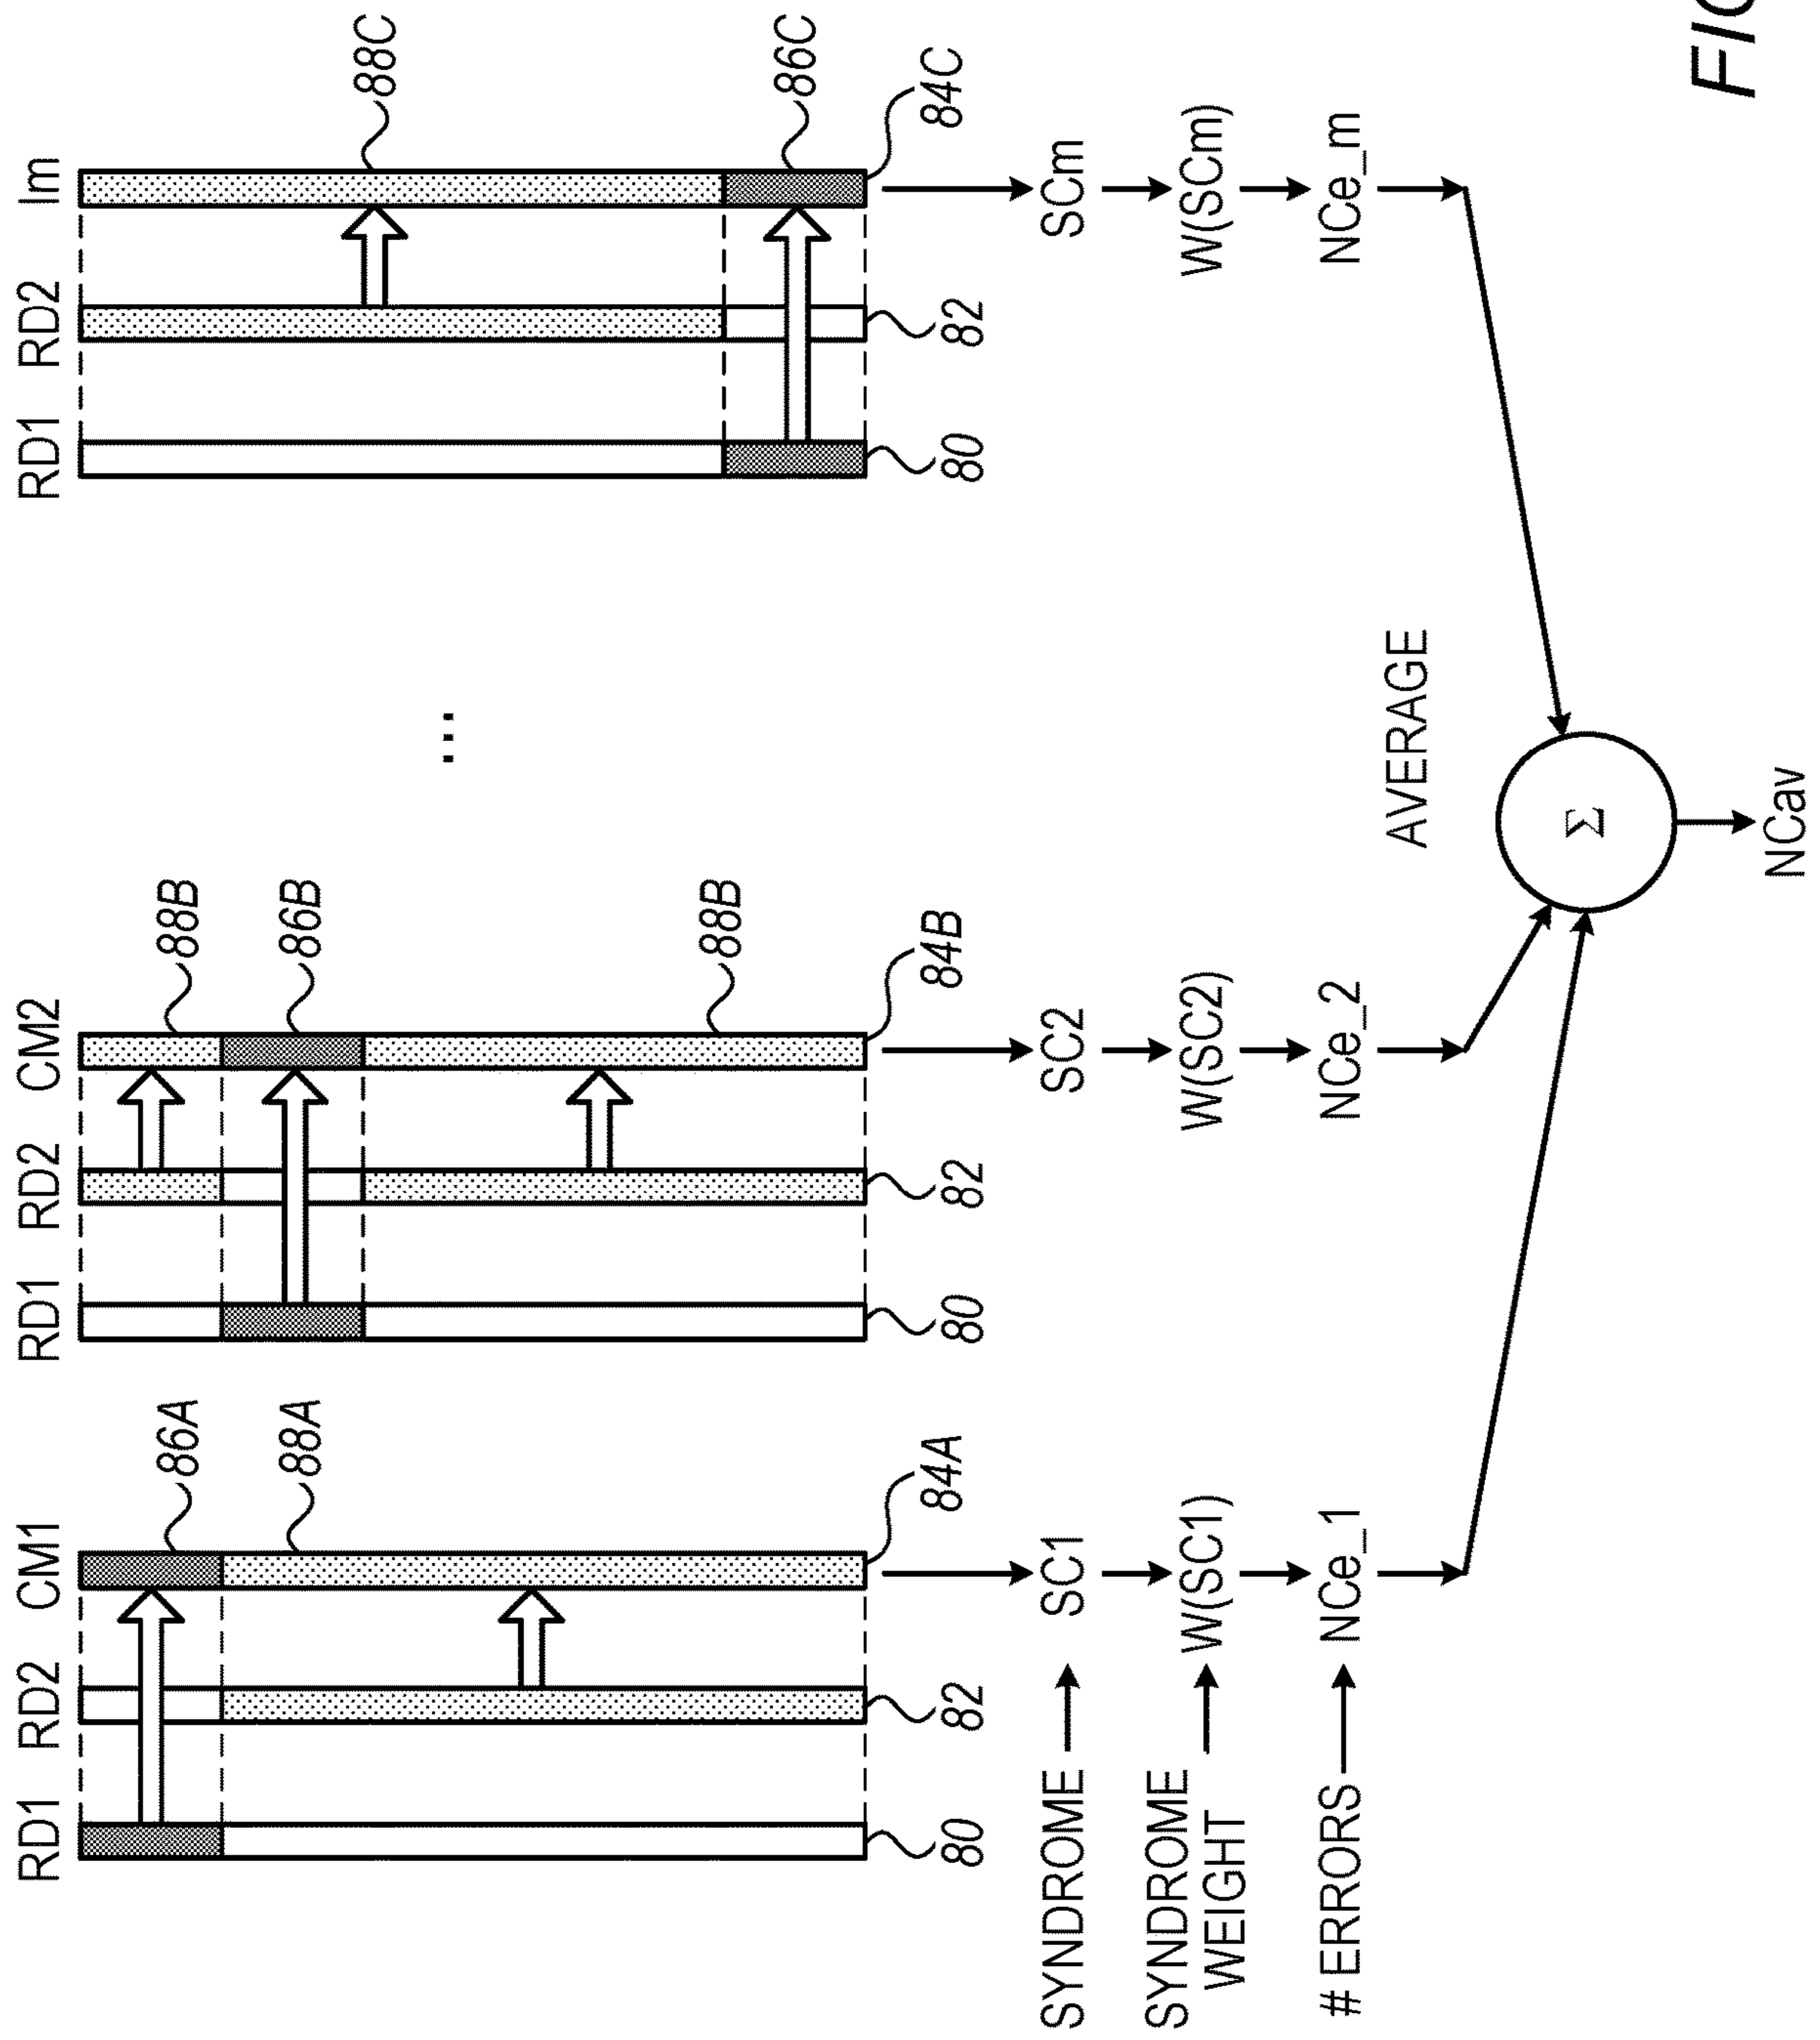 RD1 RD2 CM1 RD1 RD2 CM2 RD1 RD2 Im
86A 88B
88A 86B
88C
...
88B
86C
80 82 84A 80 82 84B 80 82 84C
SYNDROME SC1 SC2 SCm
SYNDROME
WEIGHT W(SC1) W(SC2) W(SCm)
# ERRORS NCe_1 NCe_2 NCe_m
AVERAGE
Σ
NCav